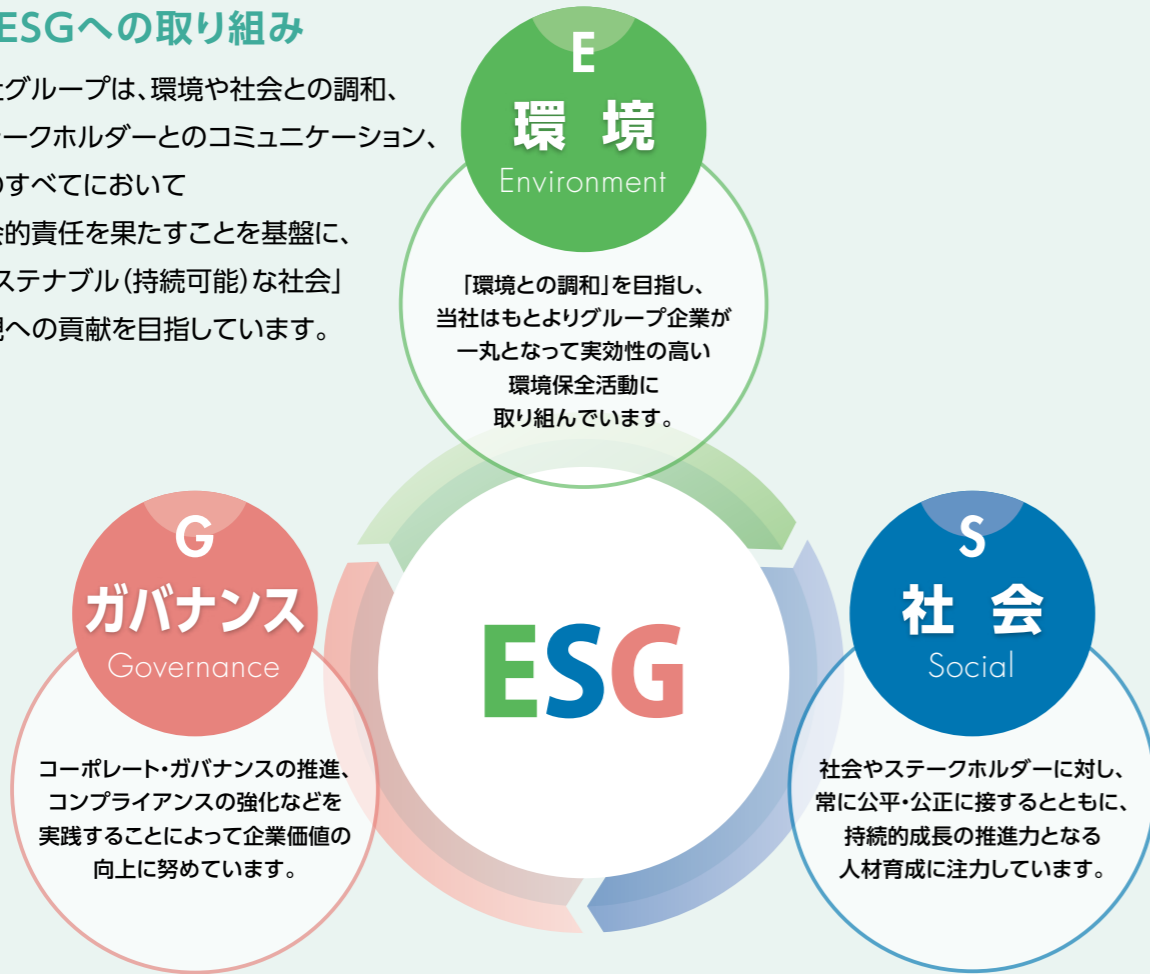 ESGへの取り組み
グループは、環境や社会との調和、
ークホルダーとのコミュニケーション、
のすべてにおいて
的責任を果たすことを基盤に、
ステナブル(持続可能)な社会」
への貢献を目指しています。
E
環境
Environment
「環境との調和」を目指し、
当社はもとよりグループ企業が
一丸となって実効性の高い
環境保全活動に
取り組んでいます。
G
ガバナンス
Governance
コーポレート・ガバナンスの推進、
コンプライアンスの強化などを
実践することによって企業価値の
向上に努めています。
ESG
S
社会
Social
社会やステークホルダーに対し、
常に公平・公正に接するとともに、
持続的成長の推進力となる
人材育成に注力しています。